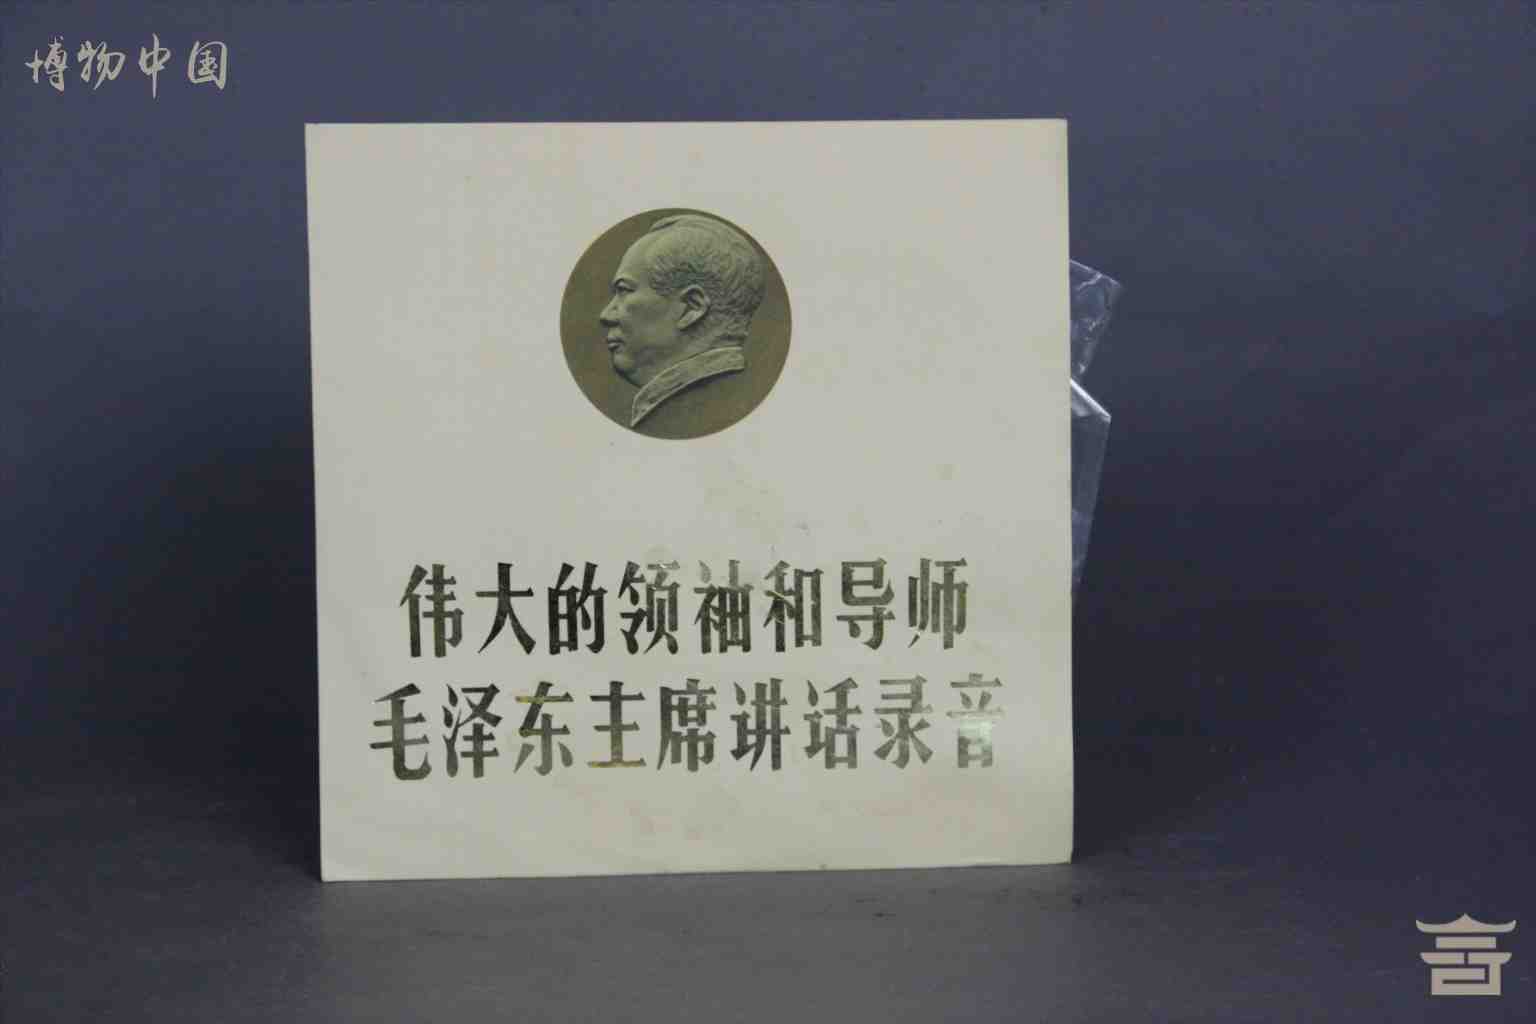 博物中国
伟大的领袖和导师
毛泽东主席讲话录音